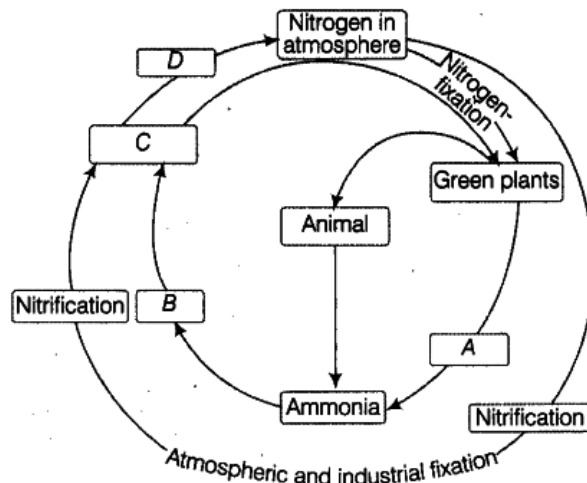 Nitrogen in
atmosphere
D
Nitrogen-
fixation
C
Green plants
Animal
Nitrification
B
A
Ammonia
Nitrification
Atmospheric and industrial fixation